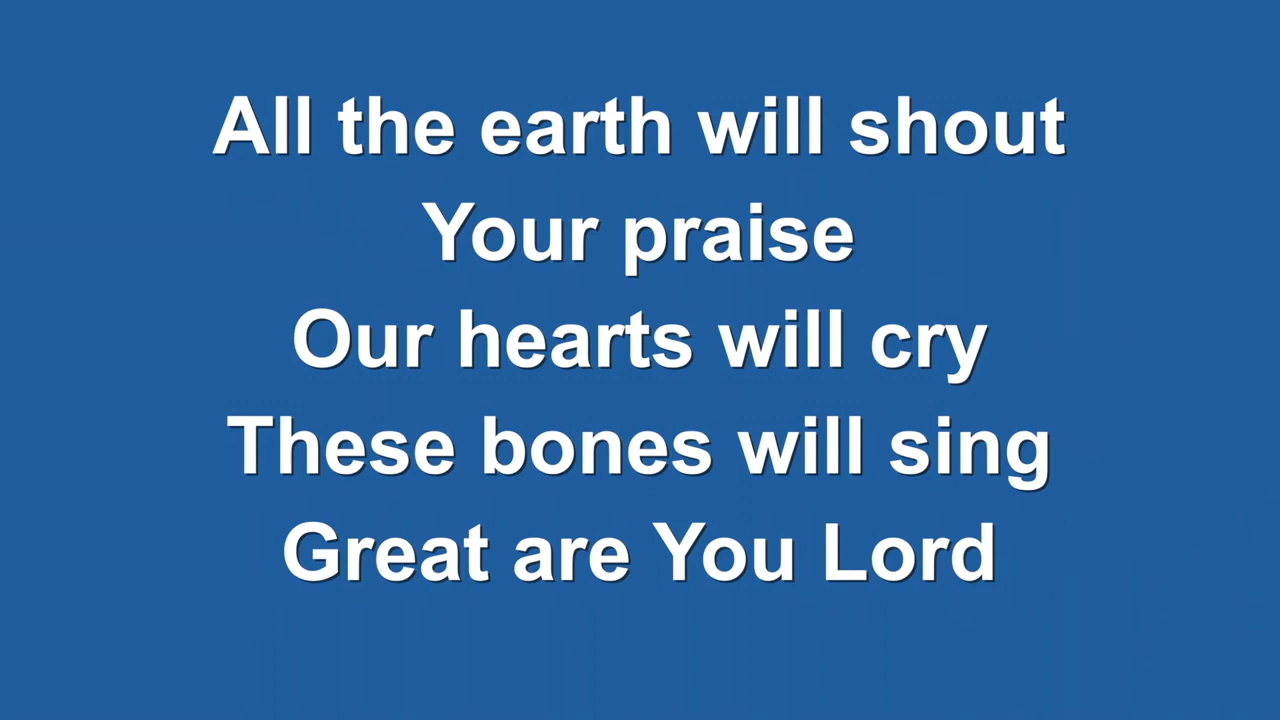 All the earth will shout
Your praise
Our hearts will cry
These bones will sing
Great are You Lord